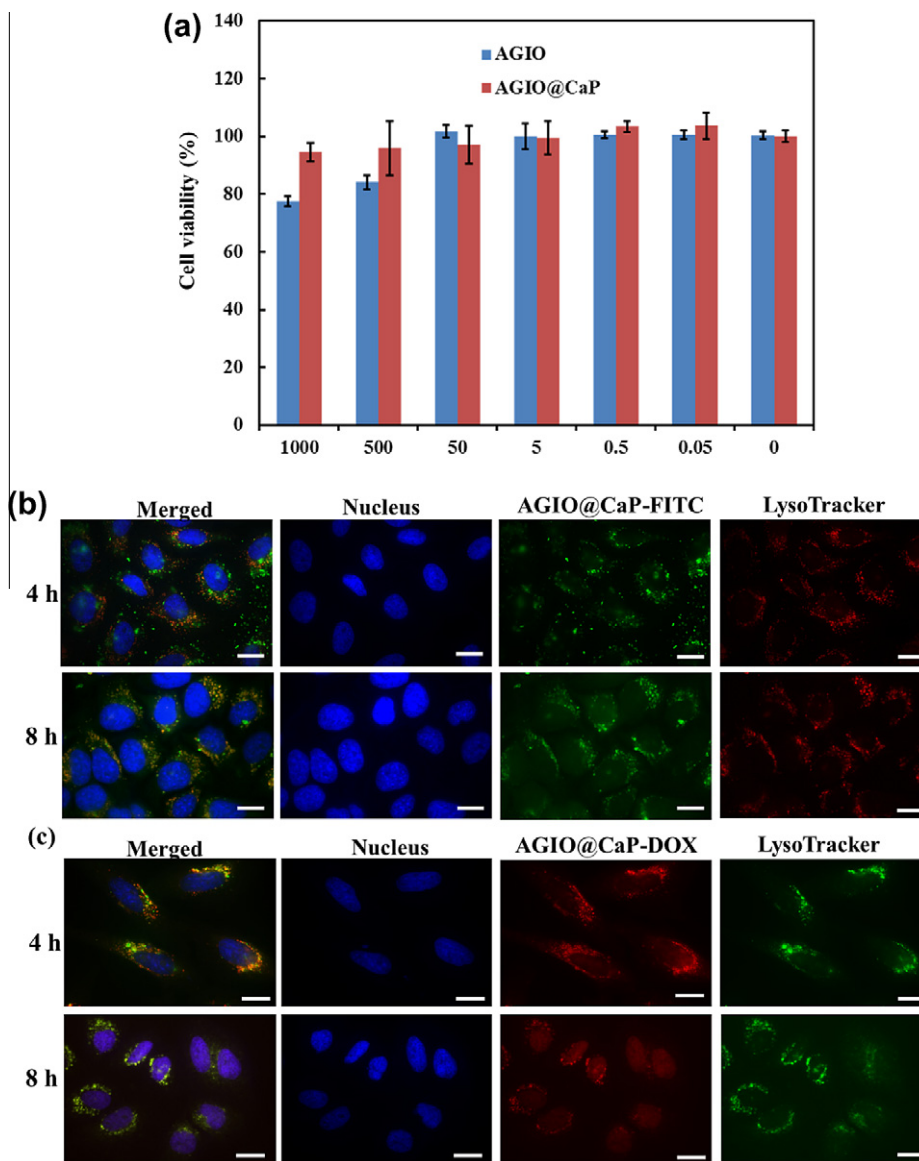 (a)
140
120
100
80
60
40
20
0
Cell viability (%)
AGIO
AGIO@CaP
1000 500 50 5 0.5 0.05 0
(b)
Merged Nucleus AGIO@CaP-FITC LysoTracker
4 h
8 h
(c)
Merged Nucleus AGIO@CaP-DOX LysoTracker
4 h
8 h